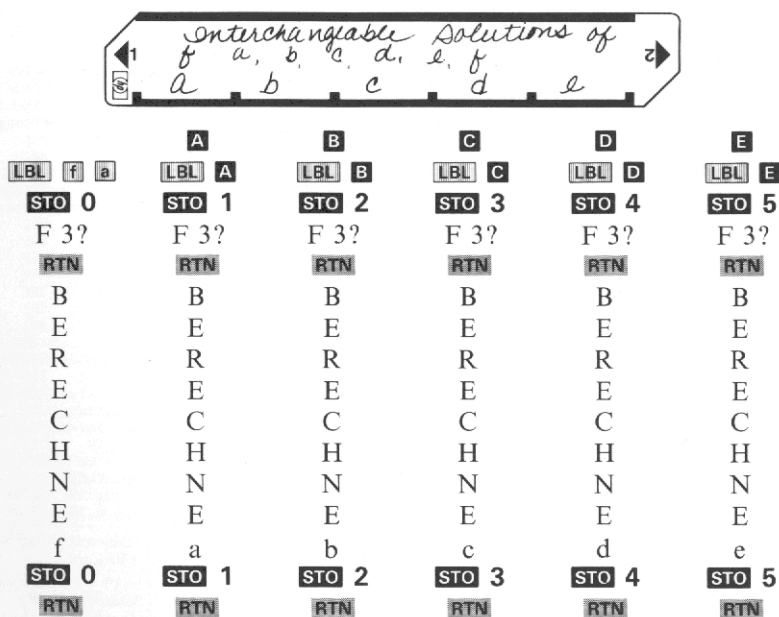 Interchangeable Solutions of
1 f a, b, c, d, e, f 2
a b c d e
A B C D E
LBL f a LBL A LBL B LBL C LBL D LBL E
STO 0 STO 1 STO 2 STO 3 STO 4 STO 5
F 3? F 3? F 3? F 3? F 3? F 3?
RTN RTN RTN RTN RTN RTN
B B B B B B
E E E E E E
R R R R R R
E E E E E E
C C C C C C
H H H H H H
N N N N N N
E E E E E E
f a b c d e
STO 0 STO 1 STO 2 STO 3 STO 4 STO 5
RTN RTN RTN RTN RTN RTN